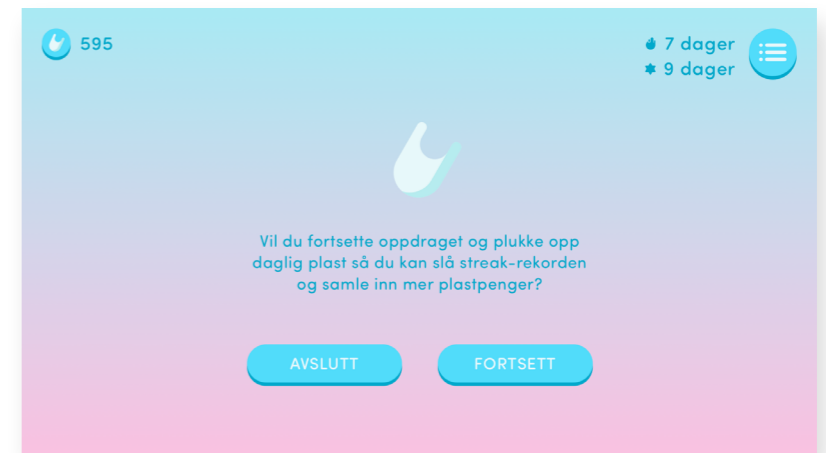 595
7 dager
9 dager
Vil du fortsette oppdraget og plukke opp
daglig plast så du kan slå streak-rekorden
og samle inn mer plastpenger?
AVSLUTT
FORTSETT